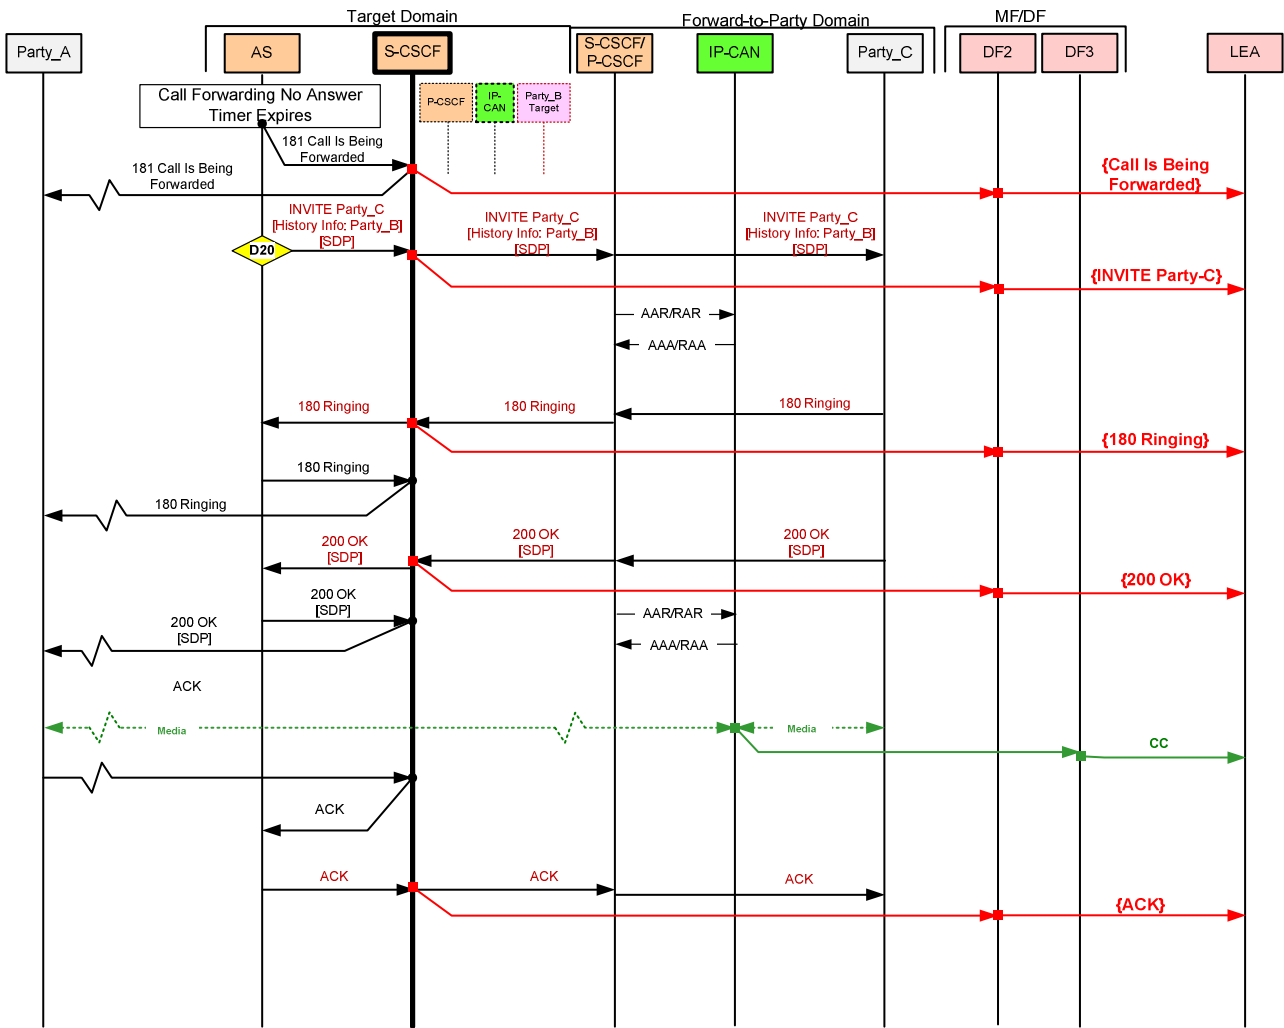 Target Domain
Forward-to-Party Domain
MF/DF
Party_A
AS
S-CSCF
S-CSCF/
P-CSCF
IP-CAN
Party_C
DF2
DF3
LEA
Call Forwarding No Answer
Timer Expires
P-CSCF
IP-
CAN
Party_B
Target
181 Call Is Being
Forwarded
181 Call Is Being
Forwarded
{Call Is Being
Forwarded}
INVITE Party_C
[History Info: Party_B]
[SDP]
INVITE Party_C
[History Info: Party_B]
[SDP]
INVITE Party_C
[History Info: Party_B]
[SDP]
D20
{INVITE Party-C}
AAR/RAR
AAA/RAA
180 Ringing
180 Ringing
180 Ringing
{180 Ringing}
180 Ringing
180 Ringing
200 OK
[SDP]
200 OK
[SDP]
200 OK
[SDP]
{200 OK}
200 OK
[SDP]
AAR/RAR
200 OK
[SDP]
AAA/RAA
ACK
Media
Media
CC
ACK
ACK
ACK
ACK
{ACK}